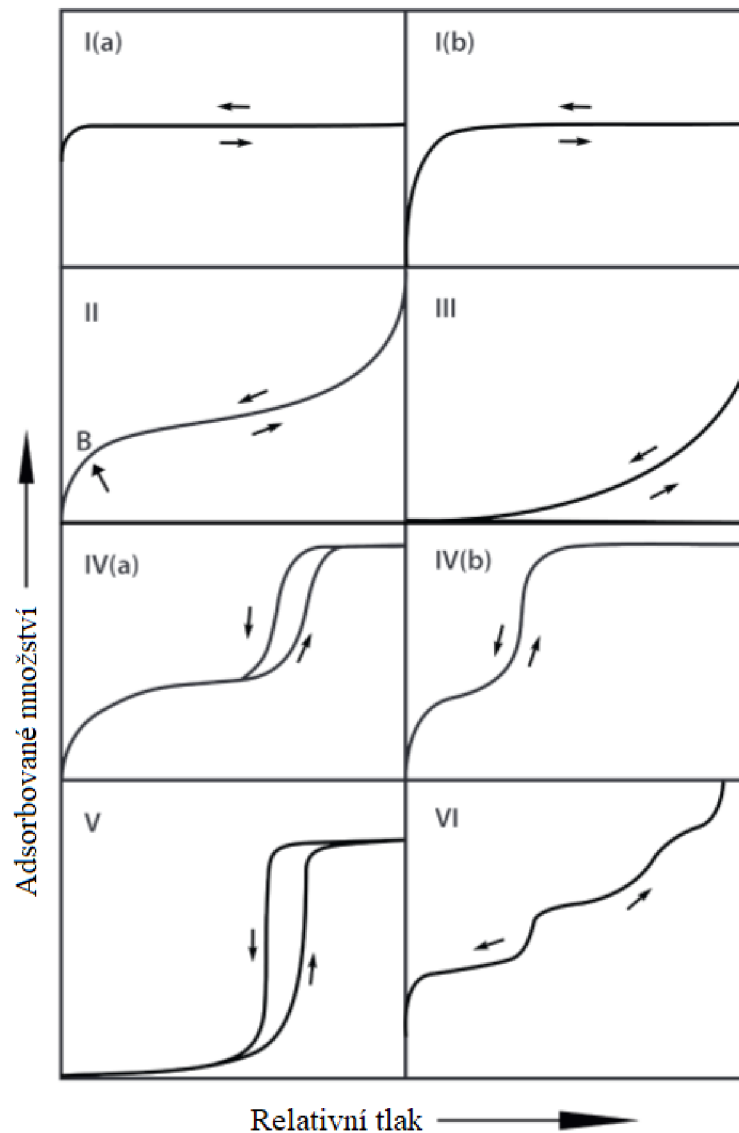 I(a)
I(b)
II
III
B
IV(a)
IV(b)
V
VI
Adsorbované množství
Relativní tlak